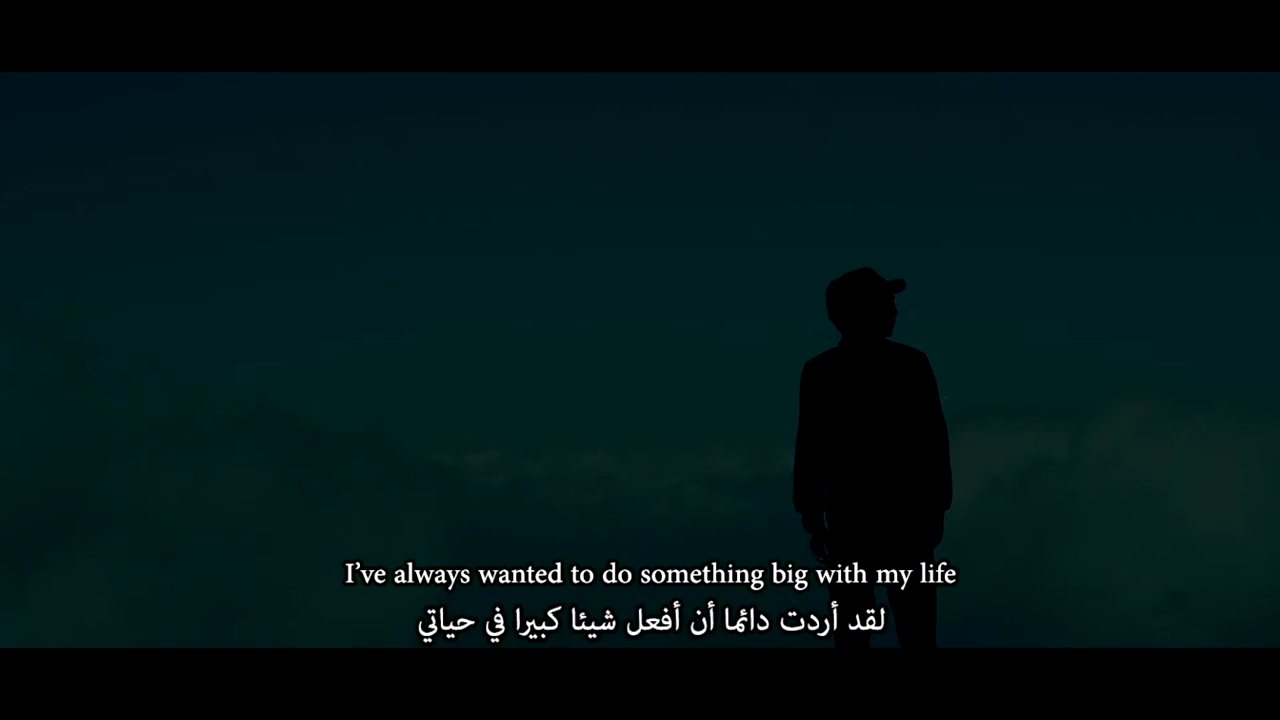 I’ve always wanted to do something big with my life
لقد أردت دائما أن أفعل شيئا كبيرا في حياتي